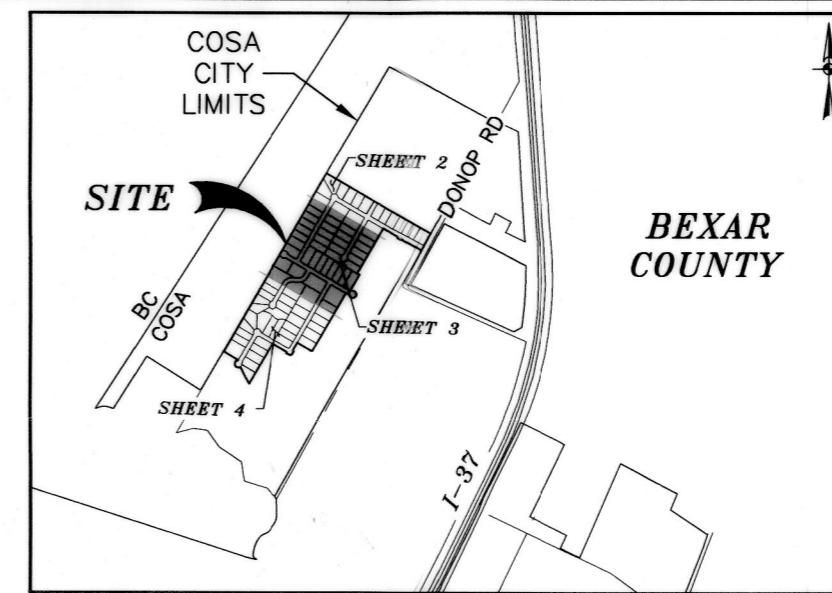 COSA
CITY
LIMITS
SHEET 2
DONOP RD
SITE
BEXAR
COUNTY
BC
COSA
SHEET 3
SHEET 4
I-37